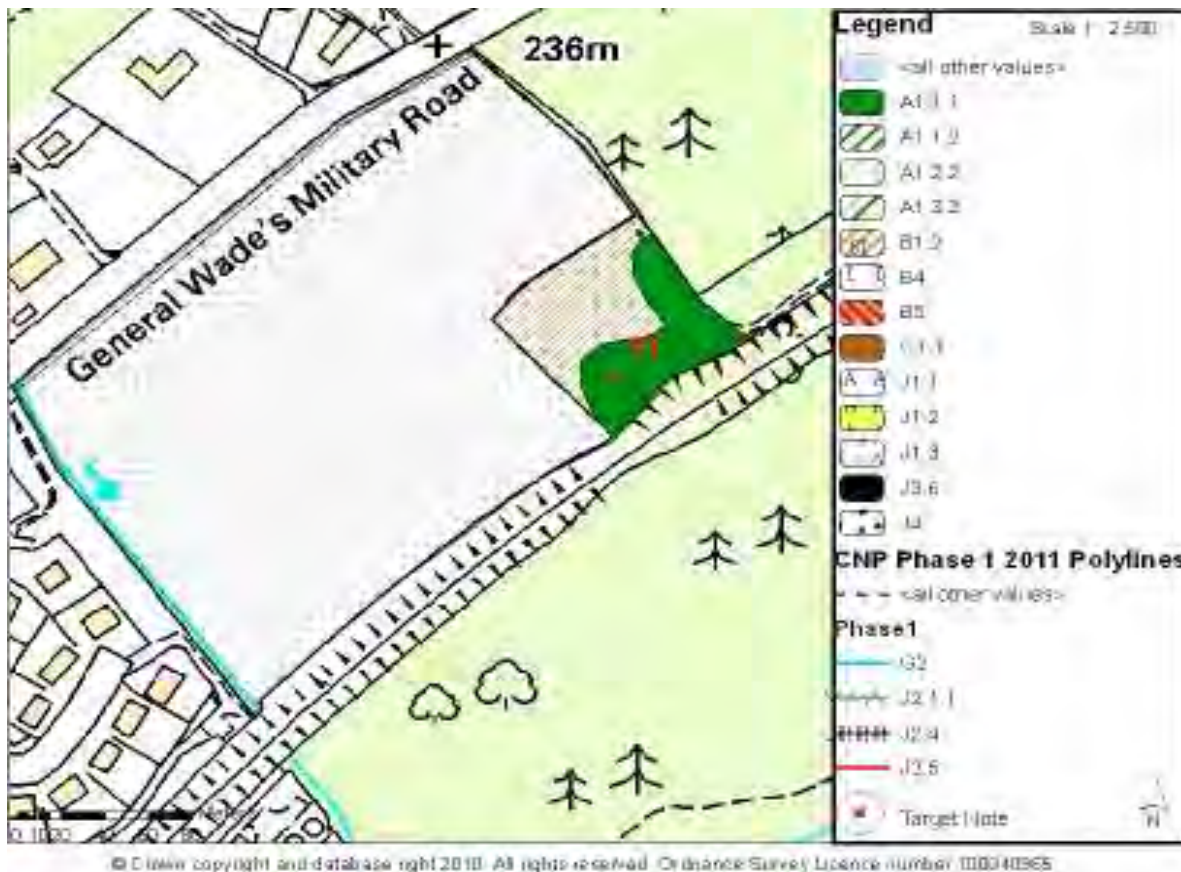 236m
General Wade's Military Road
Legend
Scale 1: 2,500
<all other values>
A1.1.1
A1.1.2
A1.2.2
B1.2
B4
B5
J1.1
J1.2
J1.3
J3.6
J4
CNP Phase 1 2011 Polylines
<all other values>
Phase1
G2
J2.1.1
J2.4
J2.5
Target Note
N
© Crown copyright and database right 2010. All rights reserved. Ordnance Survey Licence number 100040965